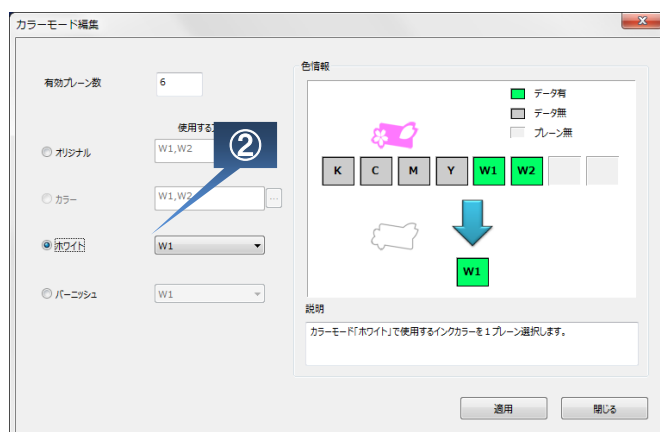 カラーモード編集
x
有効プレーン数
6
使用する
オリジナル
W1,W2
カラー
W1,W2
...
ホワイト
W1
バーニッシュ
W1
②
色情報
データ有
データ無
プレーン無
K C M Y W1 W2
W1
説明
カラーモード「ホワイト」で使用するインクカラーを１プレーン選択します。
適用
閉じる